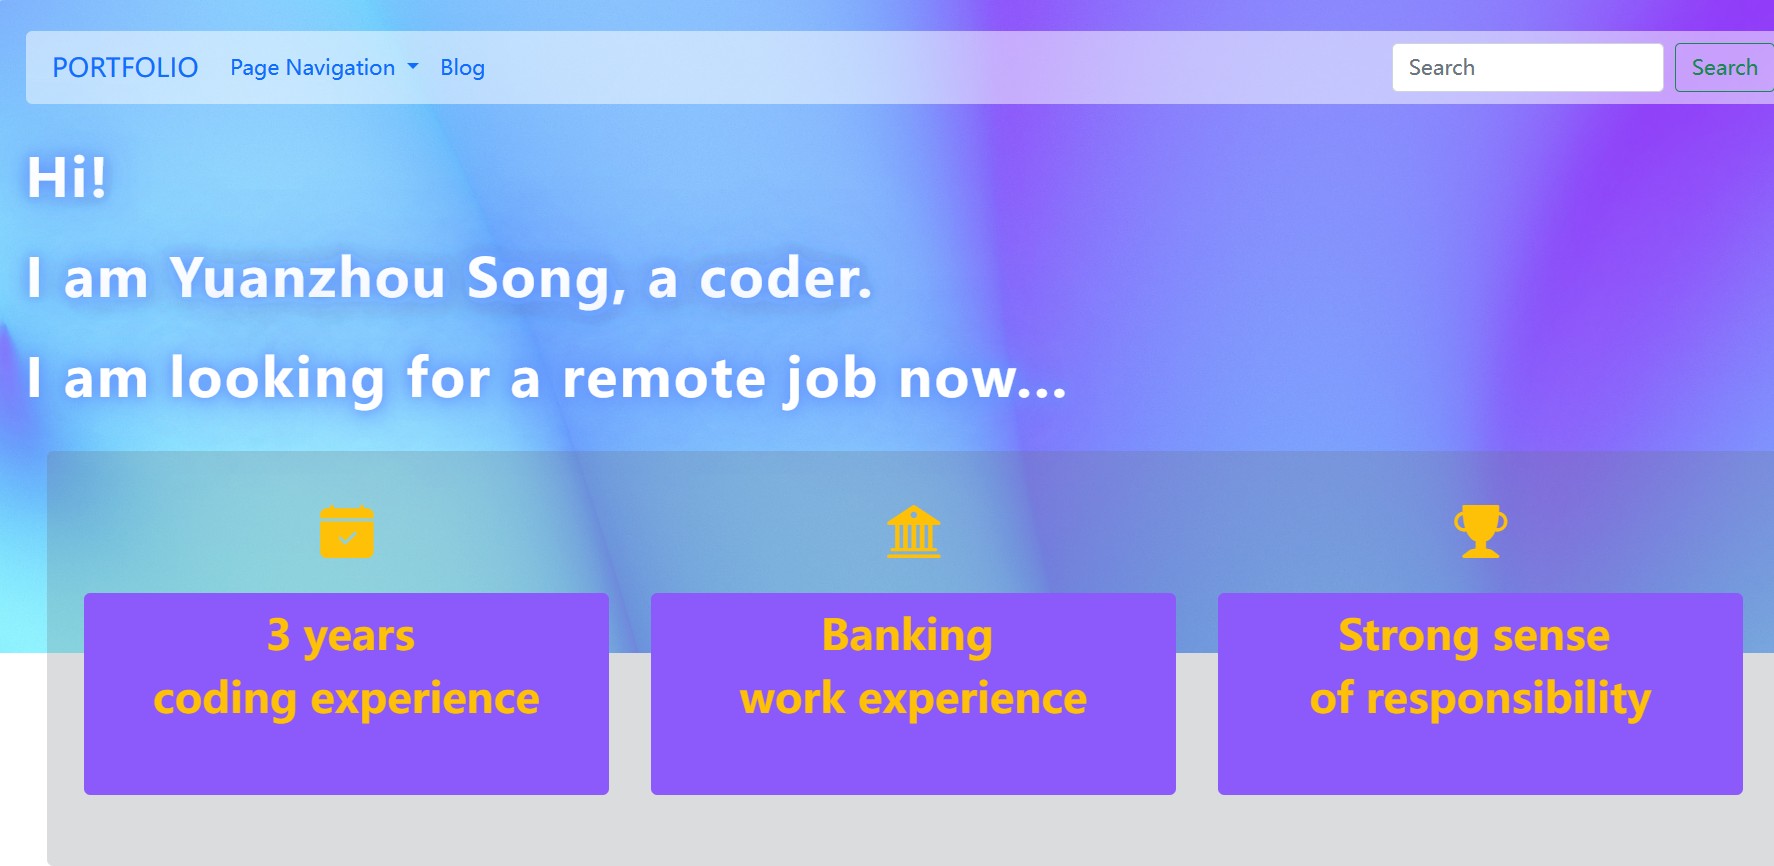 PORTFOLIO Page Navigation Blog Search Search
Hi!
I am Yuanzhou Song, a coder.
I am looking for a remote job now...
3 years
coding experience
Banking
work experience
Strong sense
of responsibility